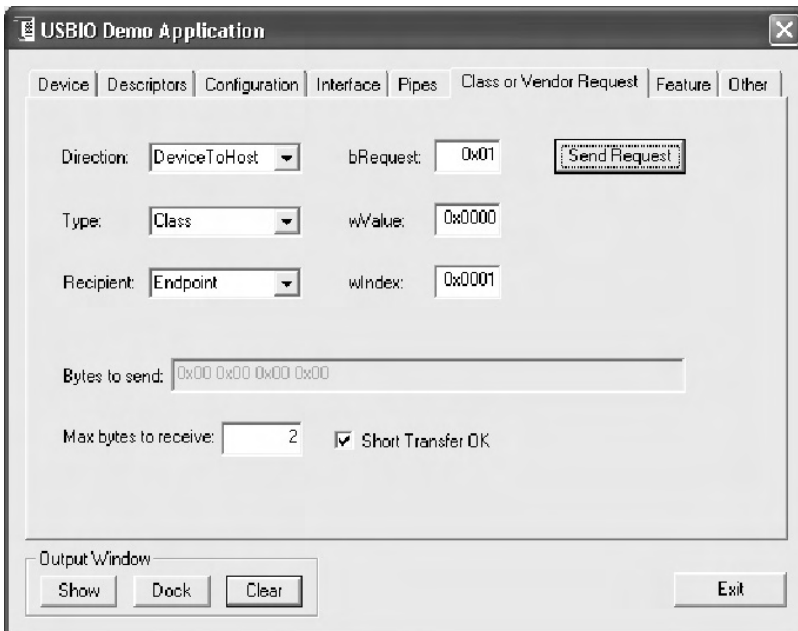 USBIO Demo Application
Device Descriptors Configuration Interface Pipes Class or Vendor Request Feature Other
Direction: DeviceToHost bRequest: 0x01 Send Request
Type: Class wValue: 0x0000
Recipient: Endpoint wIndex: 0x0001
Bytes to send: 0x00 0x00 0x00 0x00
Max bytes to receive: 2 Short Transfer OK
Output Window
Show Dock Clear Exit